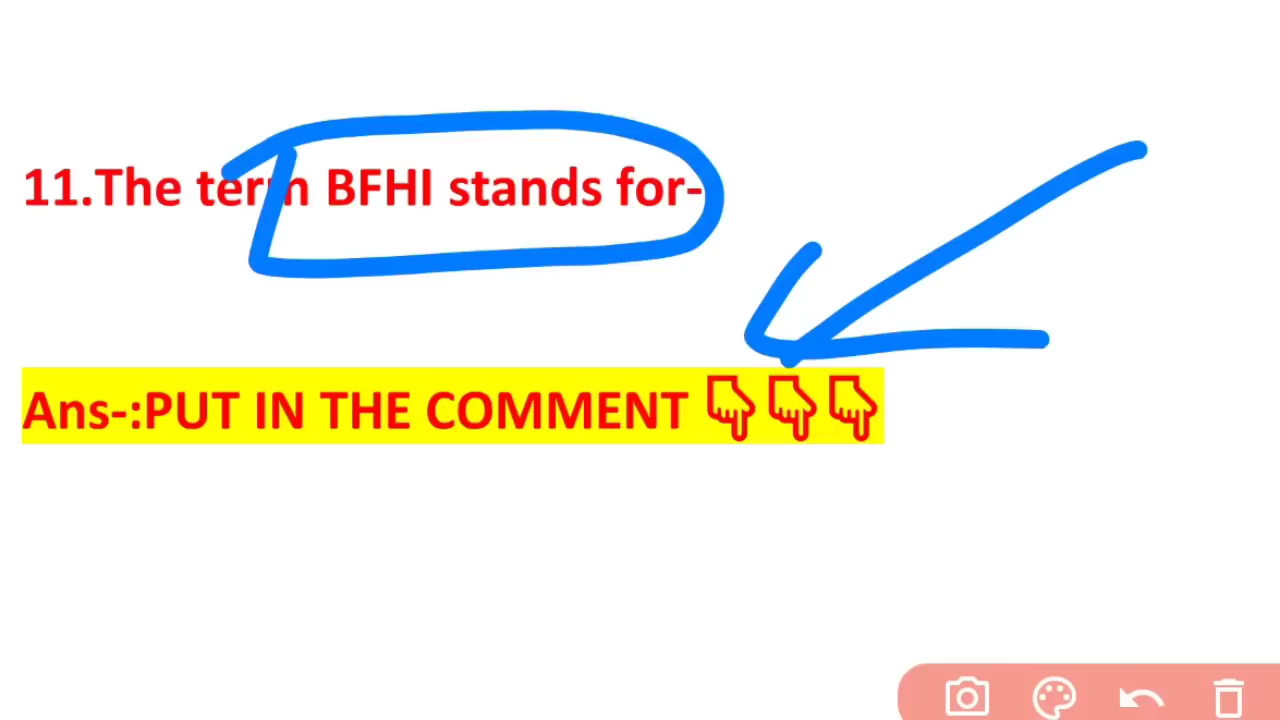 11.The term BFHI stands for-
Ans-:PUT IN THE COMMENT 👇👇👇